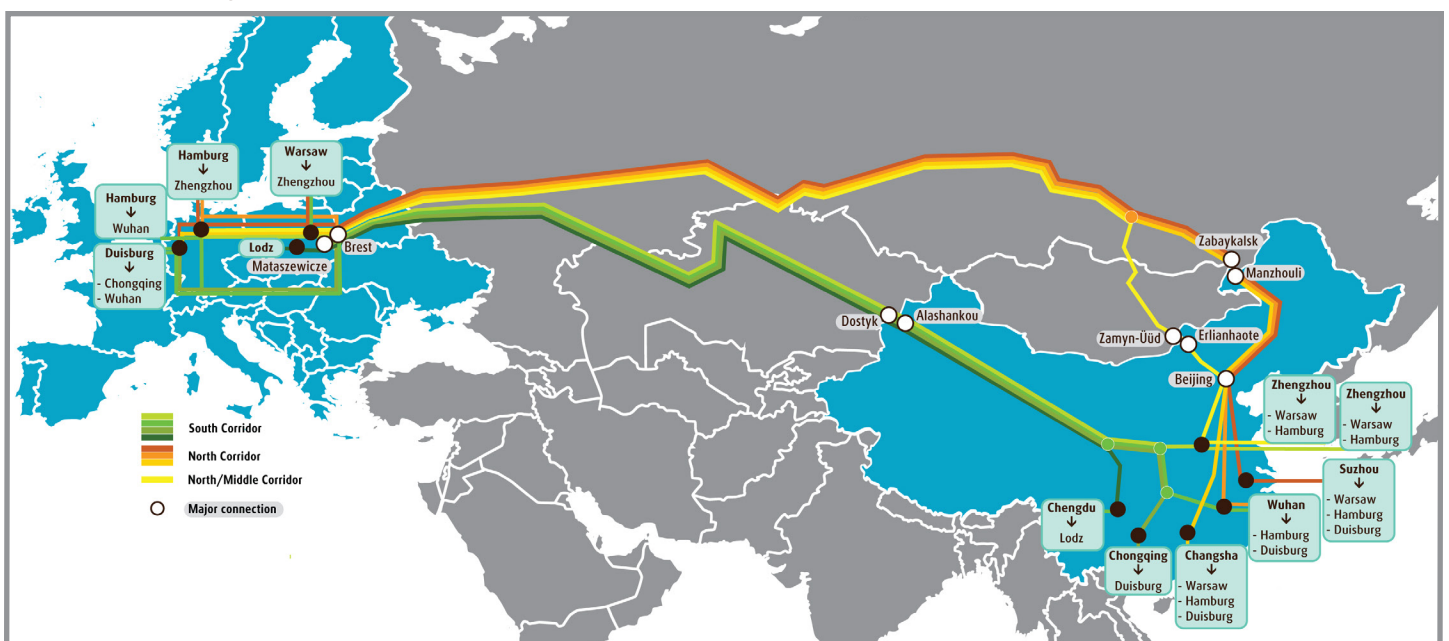 Hamburg
↓
Zhengzhou
Warsaw
↓
Zhengzhou
Hamburg
↓
Wuhan
Duisburg
↓
- Chongqing
- Wuhan
Lodz
Mataszewicze
Brest
Zabaykalsk
Manzhouli
Dostyk
Alashankou
Zamyn-Üüd
Erlianhaote
Beijing
Zhengzhou
↓
- Warsaw
- Hamburg
Zhengzhou
↓
- Warsaw
- Hamburg
Suzhou
↓
- Warsaw
- Hamburg
- Duisburg
Wuhan
↓
- Hamburg
- Duisburg
Chengdu
↓
Lodz
Chongqing
↓
Duisburg
Changsha
↓
- Warsaw
- Hamburg
- Duisburg
South Corridor
North Corridor
North/Middle Corridor
Major connection